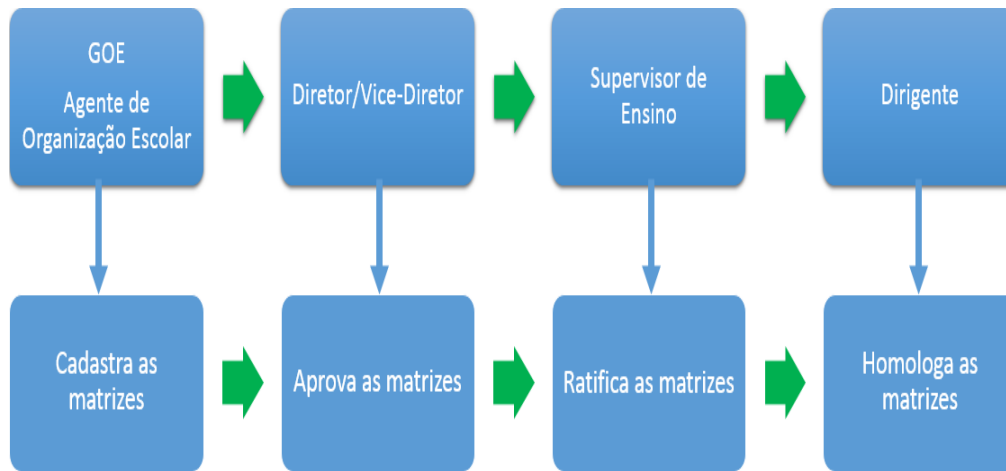 GOE
Agente de
Organização Escolar
Diretor/Vice-Diretor
Supervisor de
Ensino
Dirigente
Cadastra as
matrizes
Aprova as matrizes
Ratifica as matrizes
Homologa as
matrizes